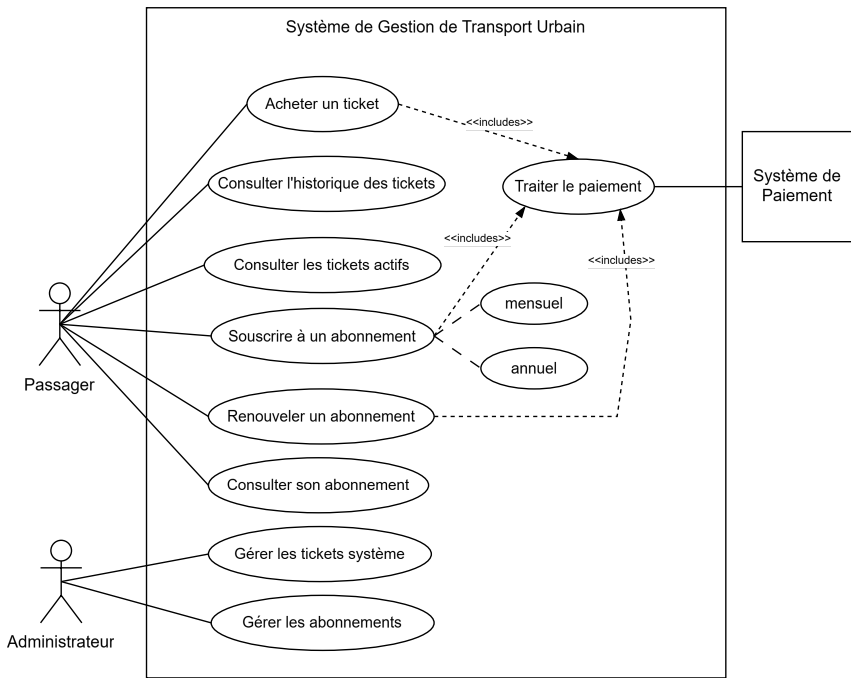 Système de Gestion de Transport Urbain
Acheter un ticket
<<includes>>
Consulter l'historique des tickets
Traiter le paiement
Système de
Paiement
<<includes>>
<<includes>>
Consulter les tickets actifs
mensuel
Souscrire à un abonnement
annuel
Passager
Renouveler un abonnement
Consulter son abonnement
Gérer les tickets système
Gérer les abonnements
Administrateur